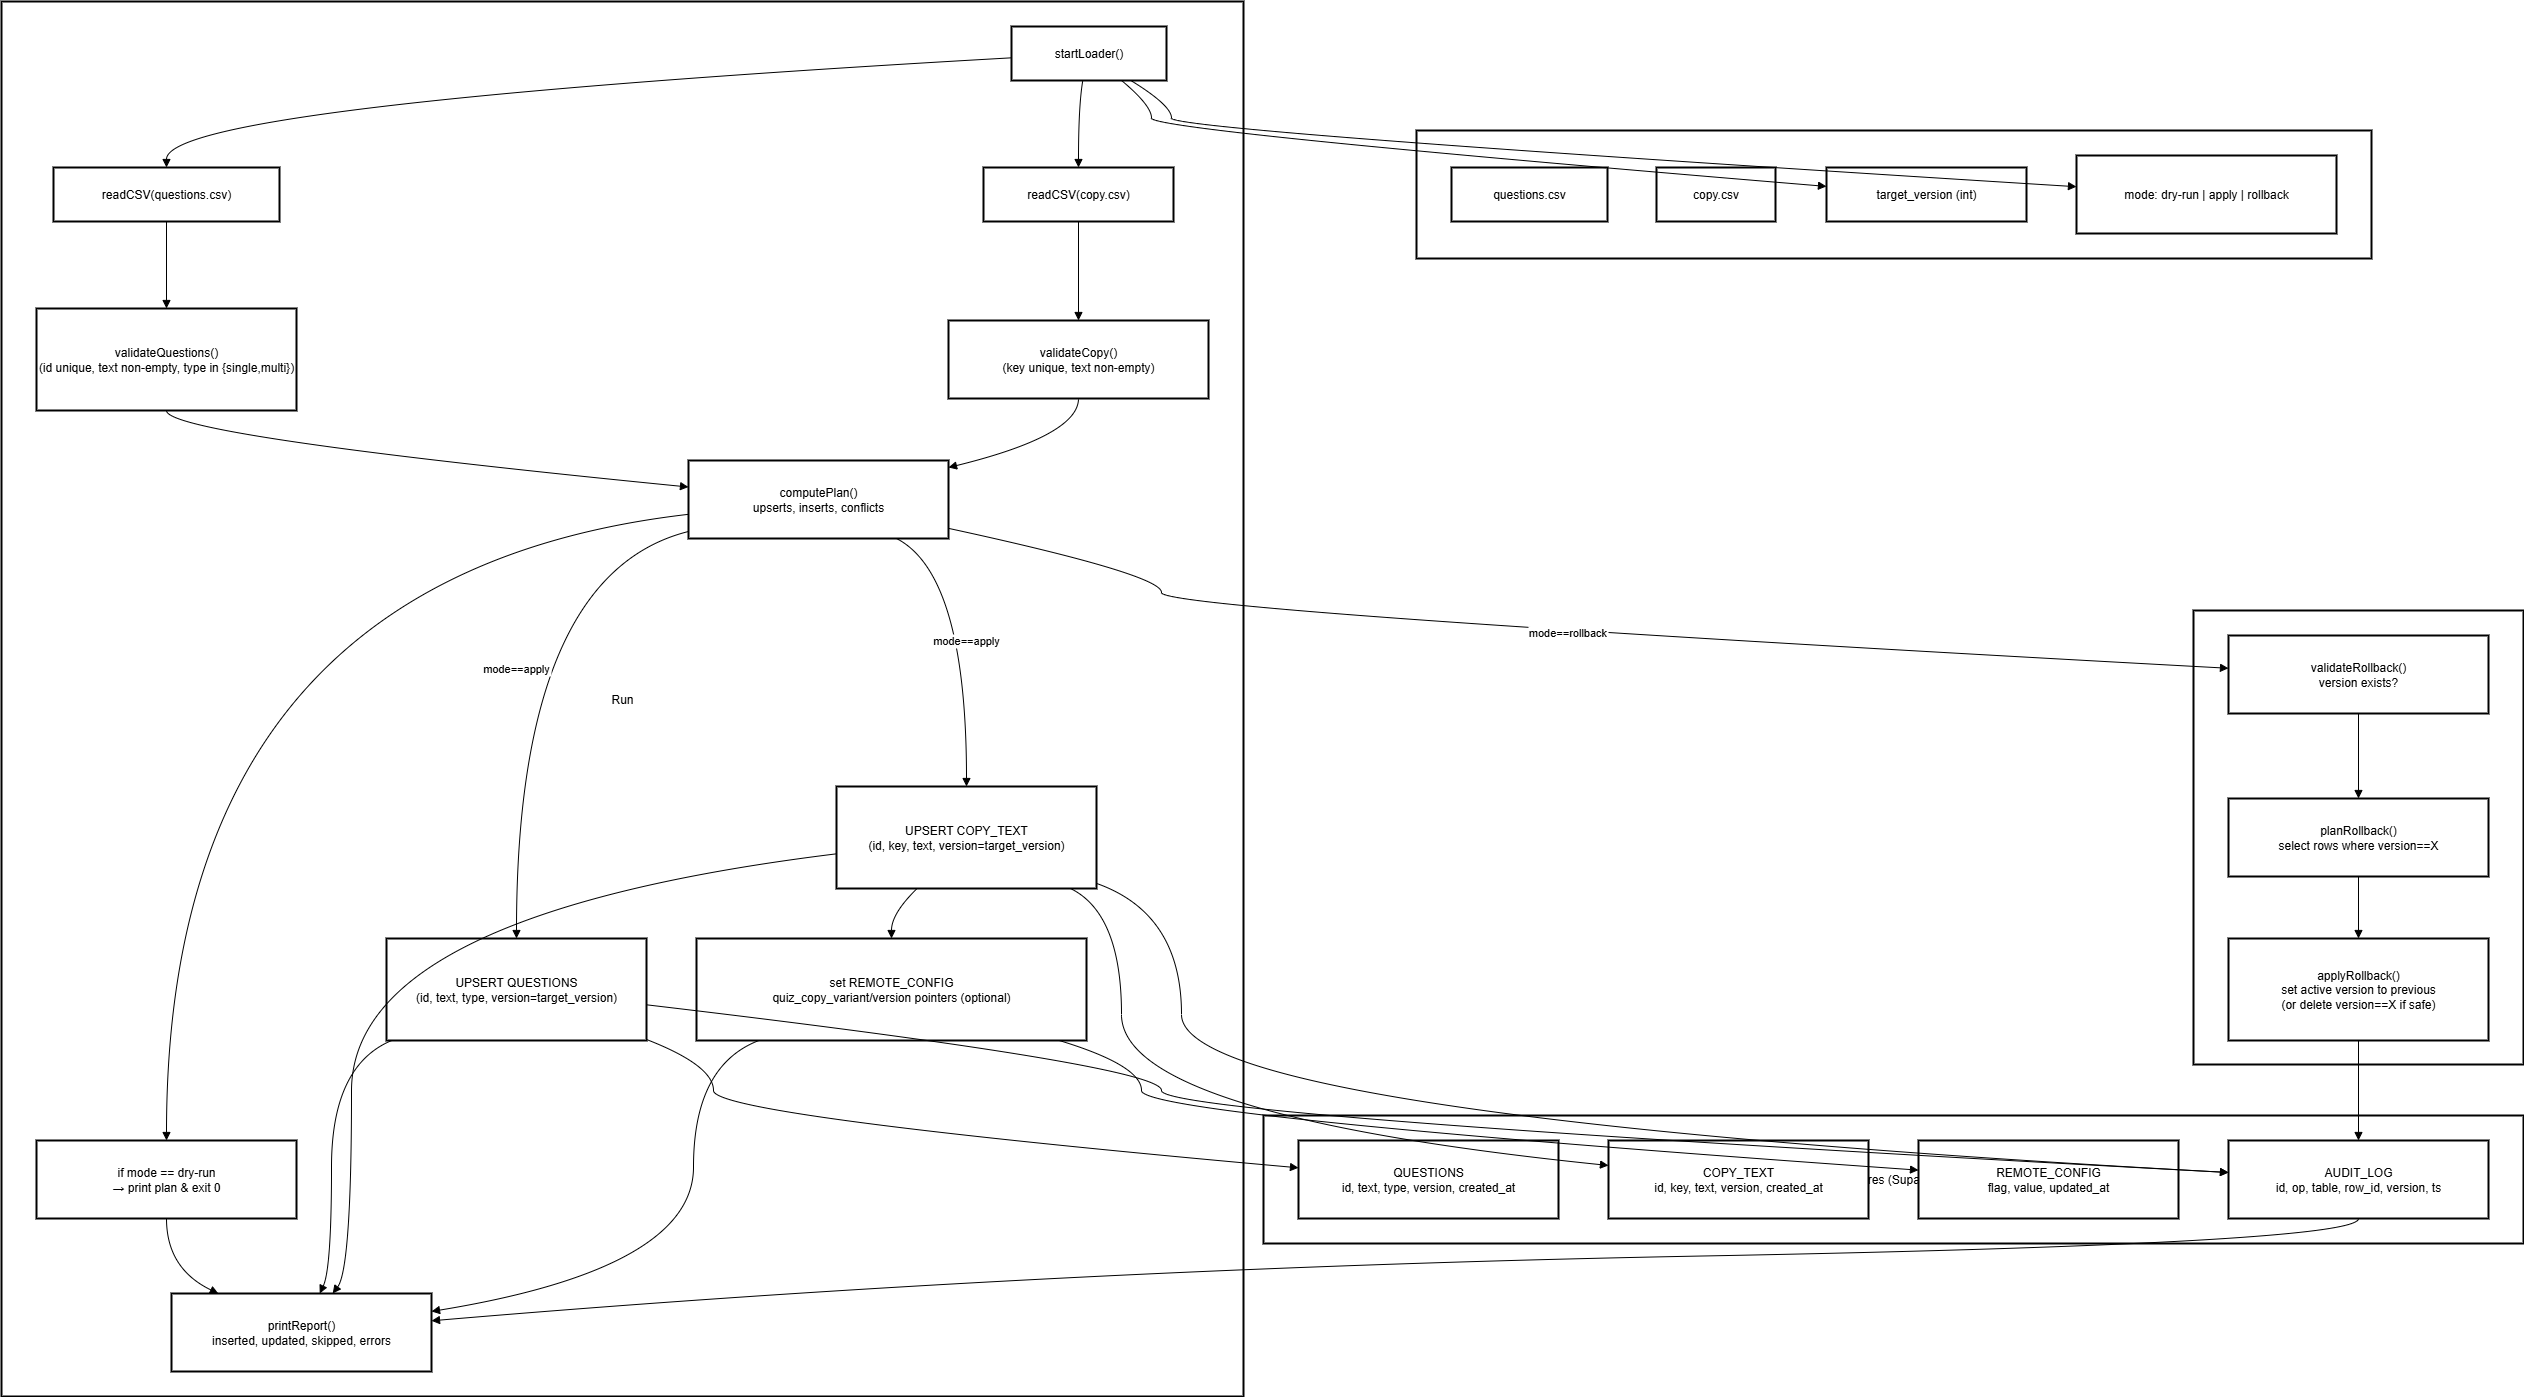 startLoader()
readCSV(questions.csv)
readCSV(copy.csv)
questions.csv
copy.csv
target_version (int)
mode: dry-run | apply | rollback
validateQuestions()
(id unique, text non-empty, type in {single,multi})
validateCopy()
(key unique, text non-empty)
computePlan()
upserts, inserts, conflicts
mode==apply
mode==apply
mode==rollback
Run
validateRollback()
version exists?
UPSERT COPY_TEXT
(id, key, text, version=target_version)
planRollback()
select rows where version==X
UPSERT QUESTIONS
(id, text, type, version=target_version)
set REMOTE_CONFIG
quiz_copy_variant/version pointers (optional)
applyRollback()
set active version to previous
(or delete version==X if safe)
if mode == dry-run
→ print plan & exit 0
QUESTIONS
id, text, type, version, created_at
COPY_TEXT
id, key, text, version, created_at
res (Supa
REMOTE_CONFIG
flag, value, updated_at
AUDIT_LOG
id, op, table, row_id, version, ts
printReport()
inserted, updated, skipped, errors